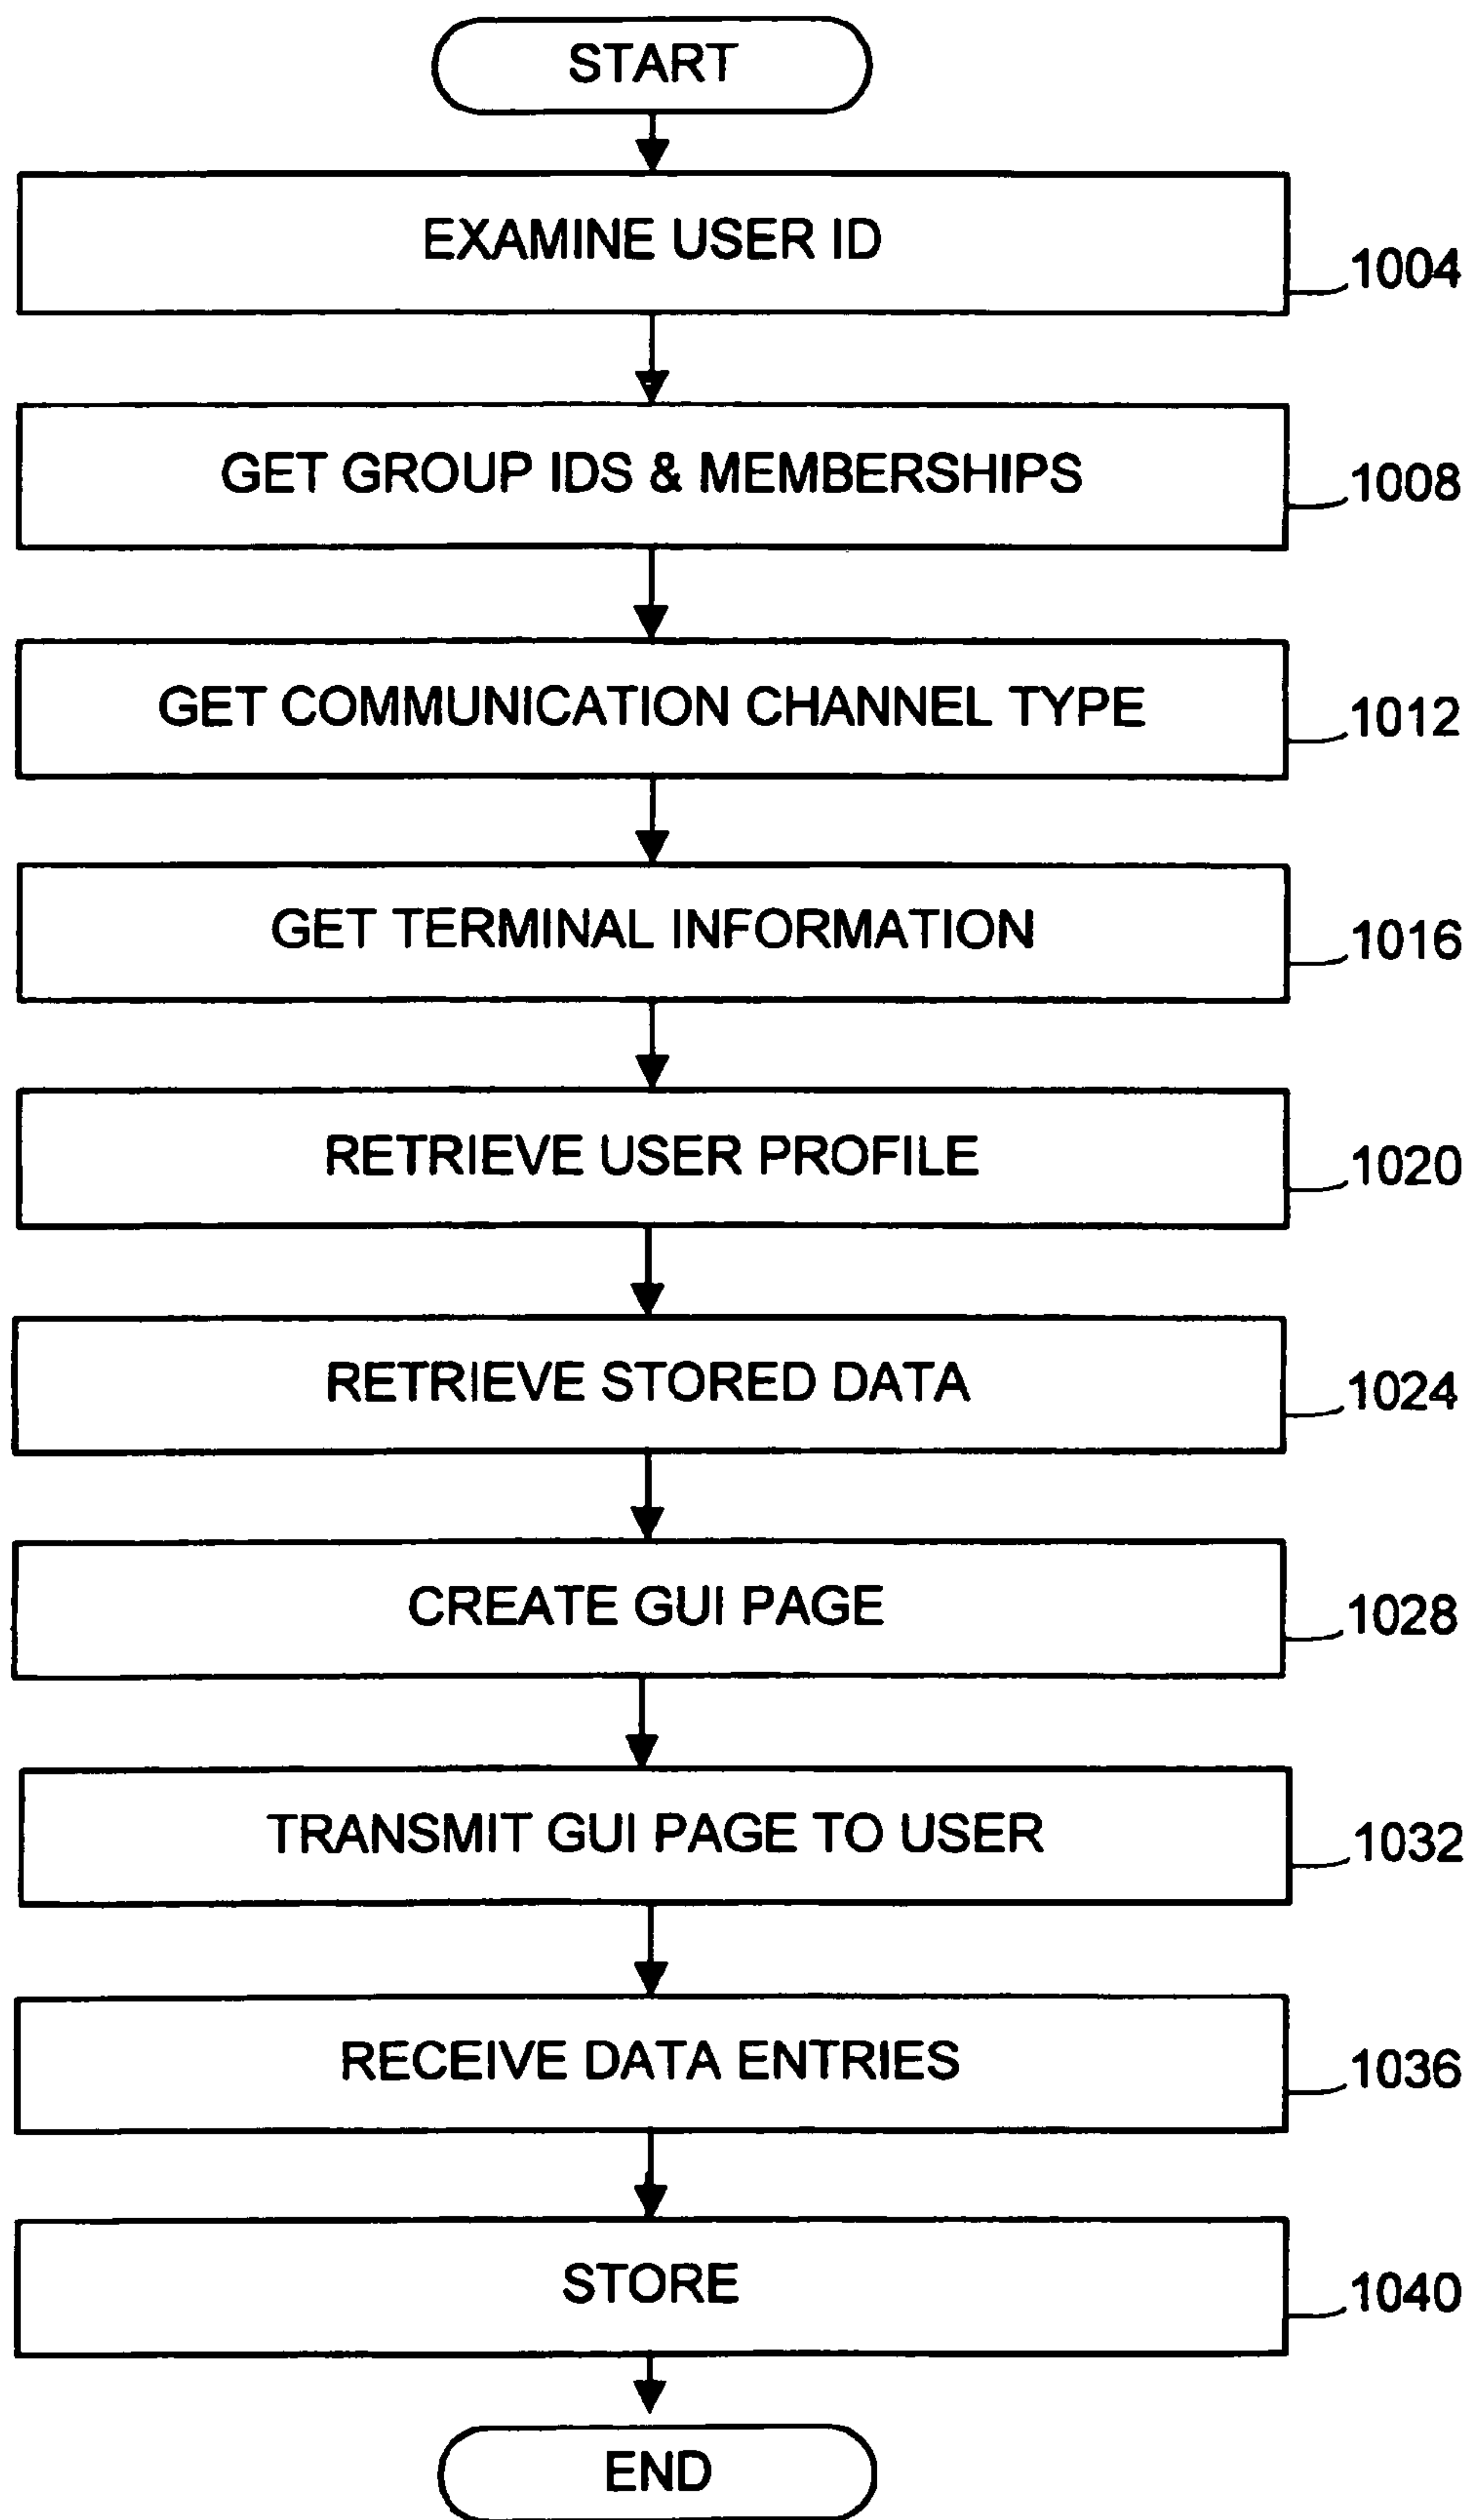 START
EXAMINE USER ID
1004
GET GROUP IDS & MEMBERSHIPS
1008
GET COMMUNICATION CHANNEL TYPE
1012
GET TERMINAL INFORMATION
1016
RETRIEVE USER PROFILE
1020
RETRIEVE STORED DATA
1024
CREATE GUI PAGE
1028
TRANSMIT GUI PAGE TO USER
1032
RECEIVE DATA ENTRIES
1036
STORE
1040
END